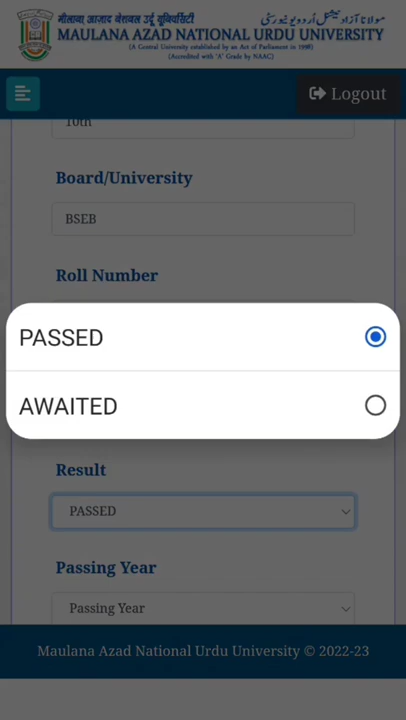 मौलाना आज़ाद नेशनल उर्दू यूनिवर्सिटी مولانا آزاد نیشنل اُردو یونیورسٹی
MAULANA AZAD NATIONAL URDU UNIVERSITY
(A Central University established by an Act of Parliament in 1998)
(Accredited with 'A' Grade by NAAC)
Logout
10th
Board/University
BSEB
Roll Number
PASSED
AWAITED
Result
PASSED
Passing Year
Passing Year
Maulana Azad National Urdu University © 2022-23